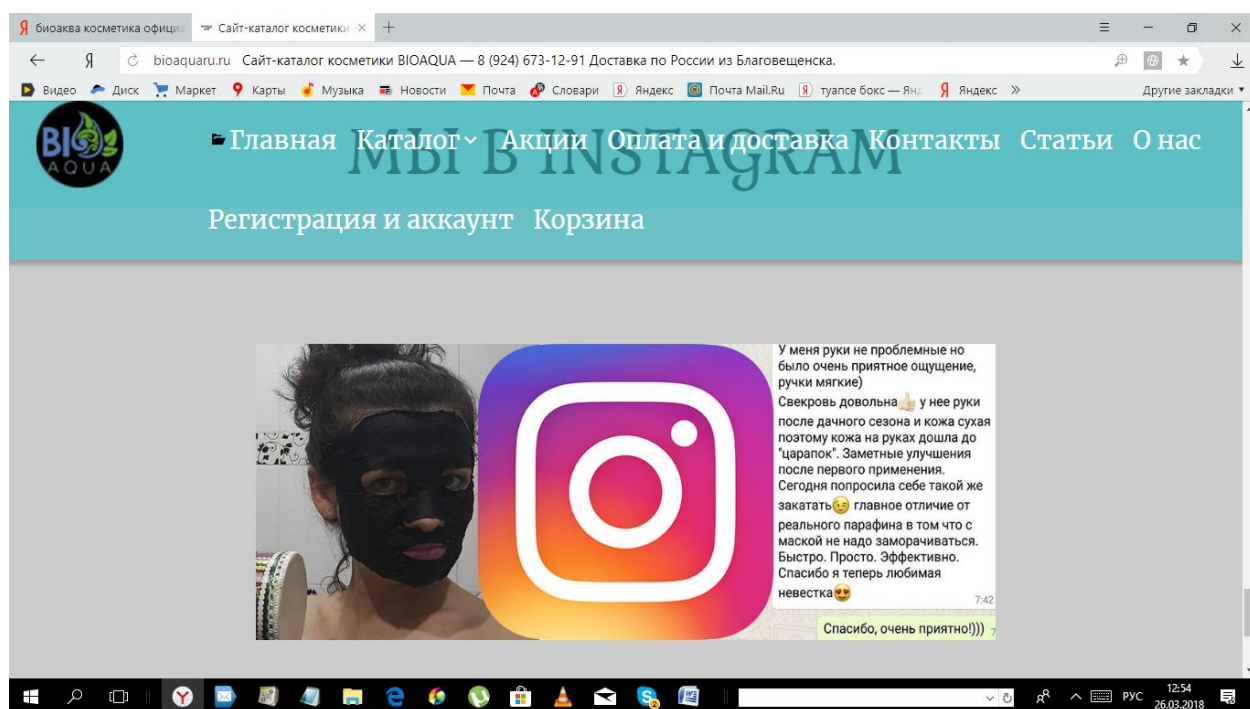 биоаква косметика официа
Сайт-каталог косметики
bioaquaru.ru Сайт-каталог косметики BIOAQUA — 8 (924) 673-12-91 Доставка по России из Благовещенска.
Видео Диск Маркет Карты Музыка Новости Почта Словари Яндекс Почта Mail.Ru туапсе бокс — Янд Яндекс » Другие закладки
BIO
AQUA
Главная Каталог Акции Оплата и доставка Контакты Статьи О нас
МЫ В INSTAGRAM
Регистрация и аккаунт Корзина
У меня руки не проблемные но
было очень приятное ощущение,
ручки мягкие)
Свекровь довольна👍🏻 у нее руки
после дачного сезона и кожа сухая
поэтому кожа на руках дошла до
"царапок". Заметные улучшения
после первого применения.
Сегодня попросила себе такой же
закатать😉 главное отличие от
реального парафина в том что с
маской не надо заморачиваться.
Быстро. Просто. Эффективно.
Спасибо я теперь любимая
невестка😍
7:42
Спасибо, очень приятно!))) 7
РУС
12:54
26.03.2018